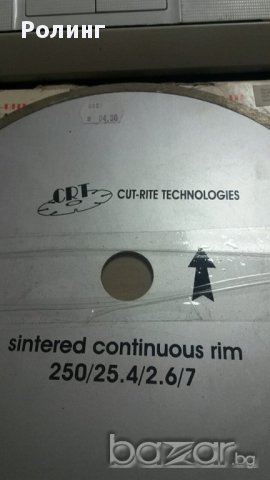 Ролинг
CRT
CUT-RITE TECHNOLOGIES
sintered continuous rim
250/25.4/2.6/7
bazar.bg